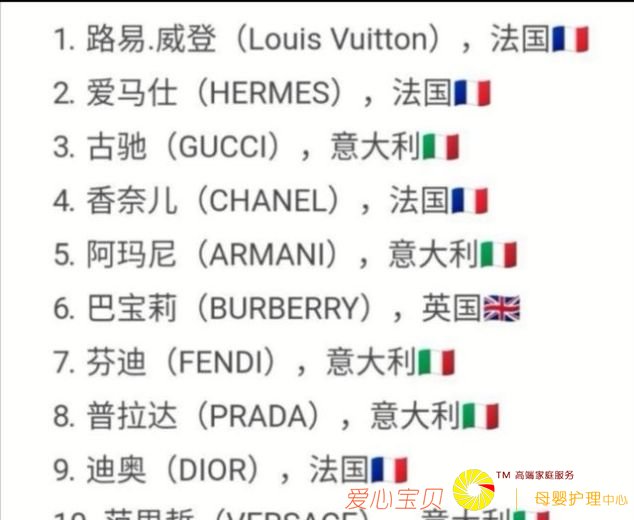 1. 路易.威登（Louis Vuitton），法国🇫🇷
2. 爱马仕（HERMES），法国🇫🇷
3. 古驰（GUCCI），意大利🇮🇹
4. 香奈儿（CHANEL），法国🇫🇷
5. 阿玛尼（ARMANI），意大利🇮🇹
6. 巴宝莉（BURBERRY），英国🇬🇧
7. 芬迪（FENDI），意大利🇮🇹
8. 普拉达（PRADA），意大利🇮🇹
9. 迪奥（DIOR），法国🇫🇷
TM 高端家庭服务
爱心宝贝 | 母婴护理中心
10. 范思哲（VERSACE），意大利🇮🇹